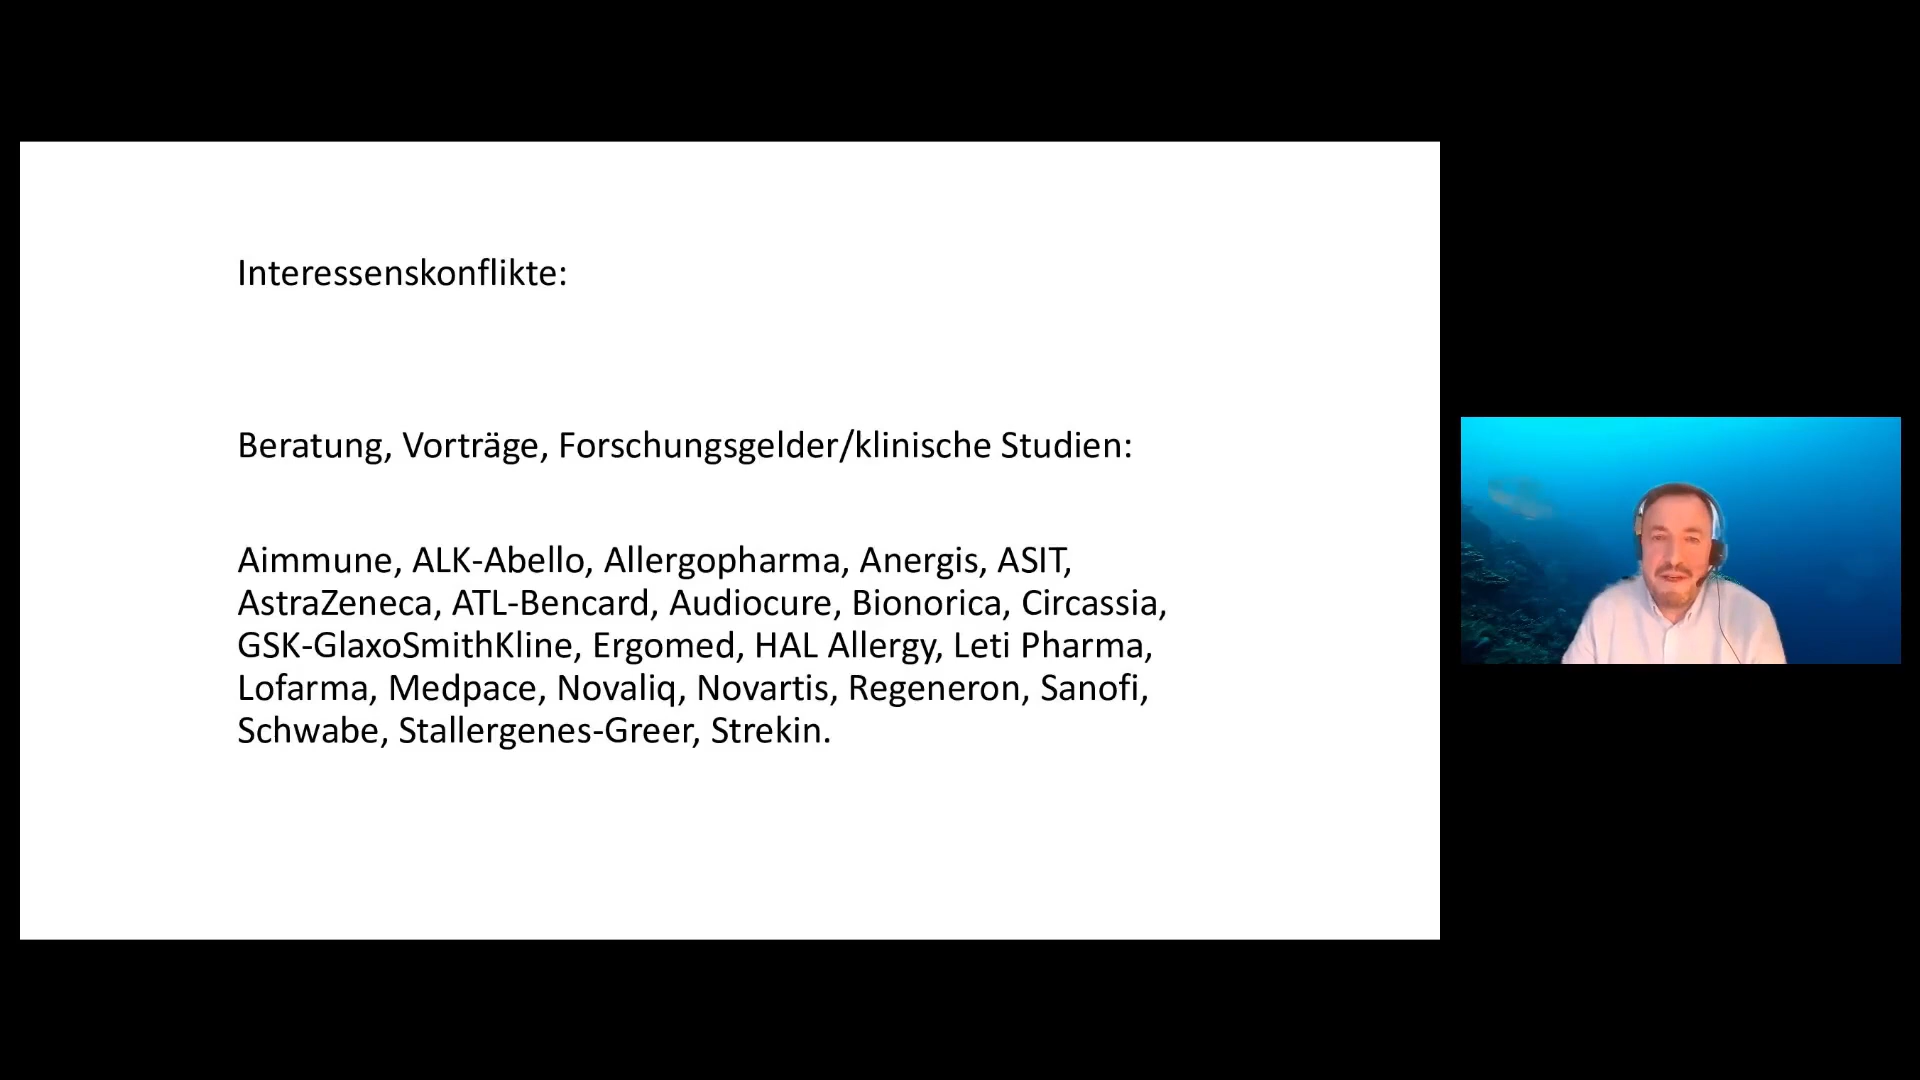 Interessenskonflikte:
Beratung, Vorträge, Forschungsgelder/klinische Studien:
Aimmune, ALK-Abello, Allergopharma, Anergis, ASIT,
AstraZeneca, ATL-Bencard, Audiocure, Bionorica, Circassia,
GSK-GlaxoSmithKline, Ergomed, HAL Allergy, Leti Pharma,
Lofarma, Medpace, Novaliq, Novartis, Regeneron, Sanofi,
Schwabe, Stallergenes-Greer, Strekin.